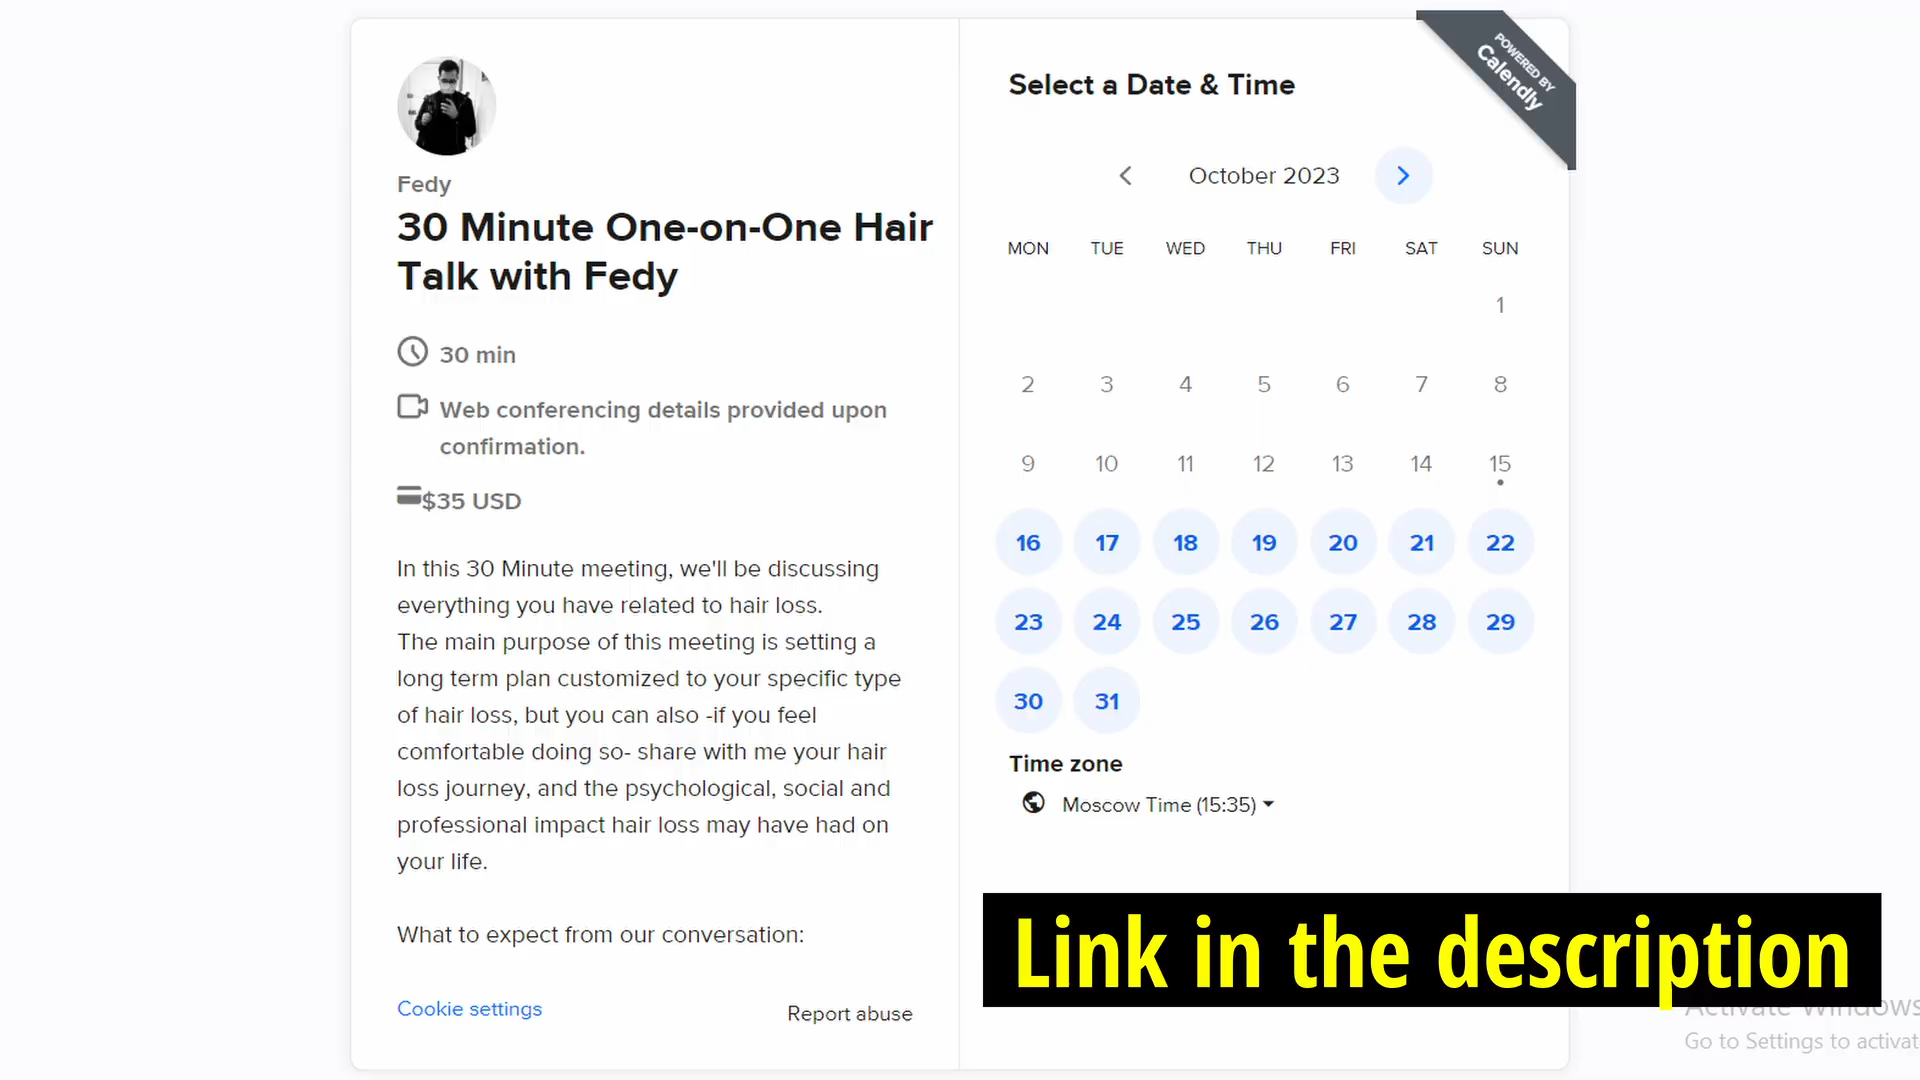 Fedy
30 Minute One-on-One Hair
Talk with Fedy
30 min
Web conferencing details provided upon
confirmation.
$35 USD
In this 30 Minute meeting, we'll be discussing
everything you have related to hair loss.
The main purpose of this meeting is setting a
long term plan customized to your specific type
of hair loss, but you can also -if you feel
comfortable doing so- share with me your hair
loss journey, and the psychological, social and
professional impact hair loss may have had on
your life.
What to expect from our conversation:
Cookie settings
Report abuse
Select a Date & Time
POWERED BY
Calendly
October 2023
MON TUE WED THU FRI SAT SUN
1
2 3 4 5 6 7 8
9 10 11 12 13 14 15
16 17 18 19 20 21 22
23 24 25 26 27 28 29
30 31
Time zone
Moscow Time (15:35)
Link in the description
Activate Windows
Go to Settings to activat